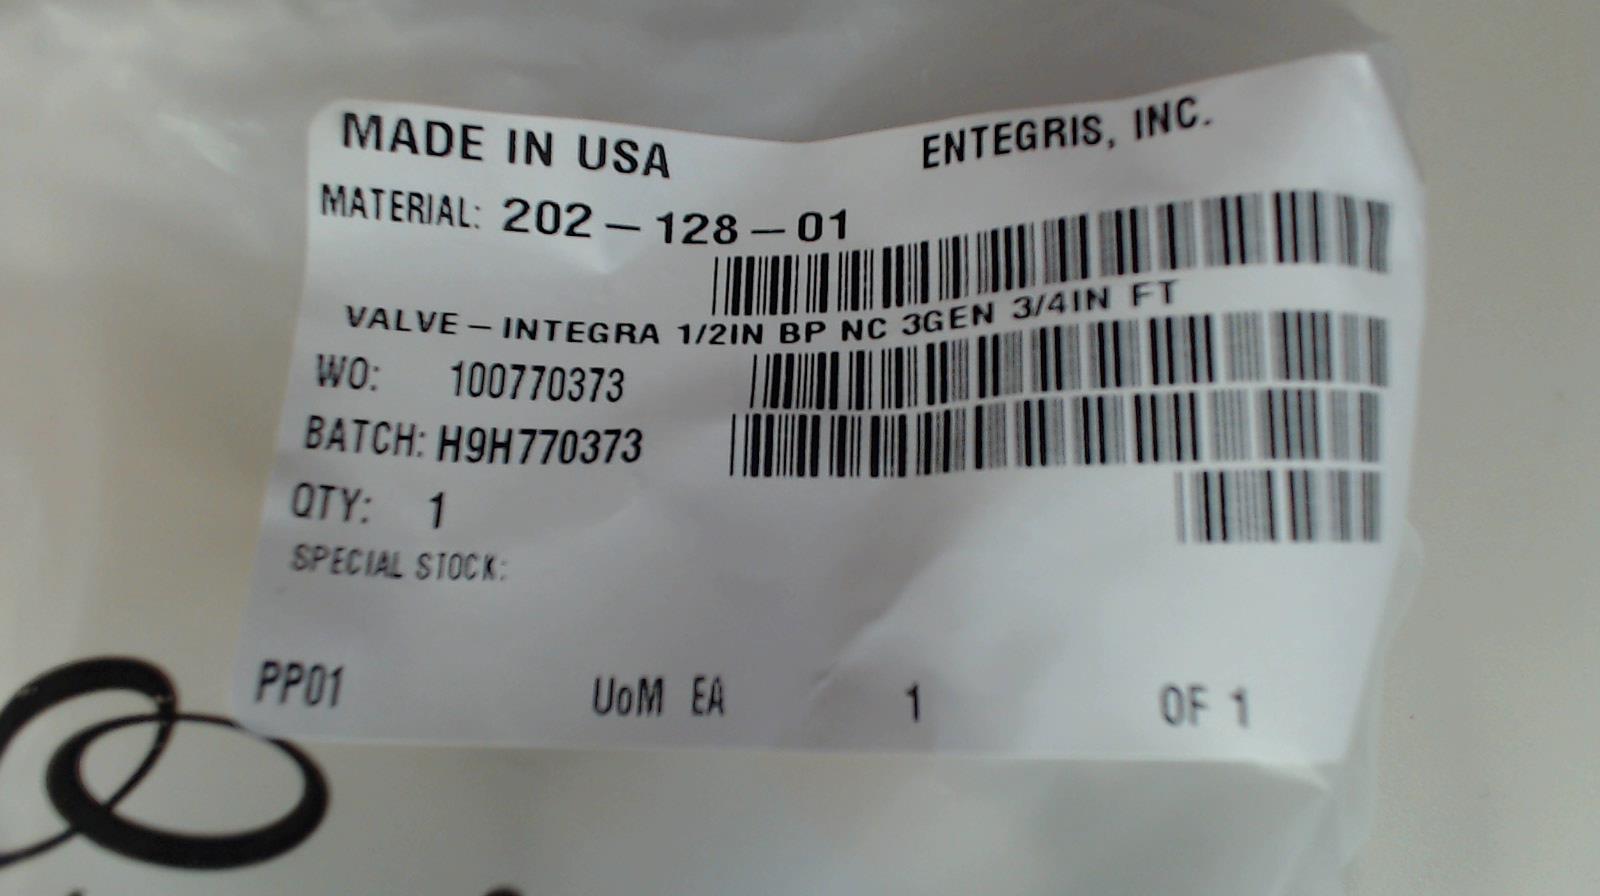 MADE IN USA ENTEGRIS, INC.
MATERIAL: 202-128-01
VALVE-INTEGRA 1/2IN BP NC 3GEN 3/4IN FT
WO: 100770373
BATCH: H9H770373
QTY: 1
SPECIAL STOCK:
PP01 UoM EA 1 OF 1